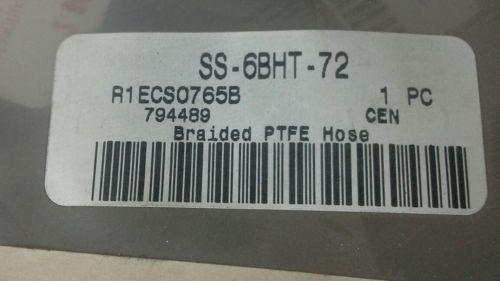 SS-6BHT-72
R1ECS0765B 1 PC
794489 CEN
Braided PTFE Hose